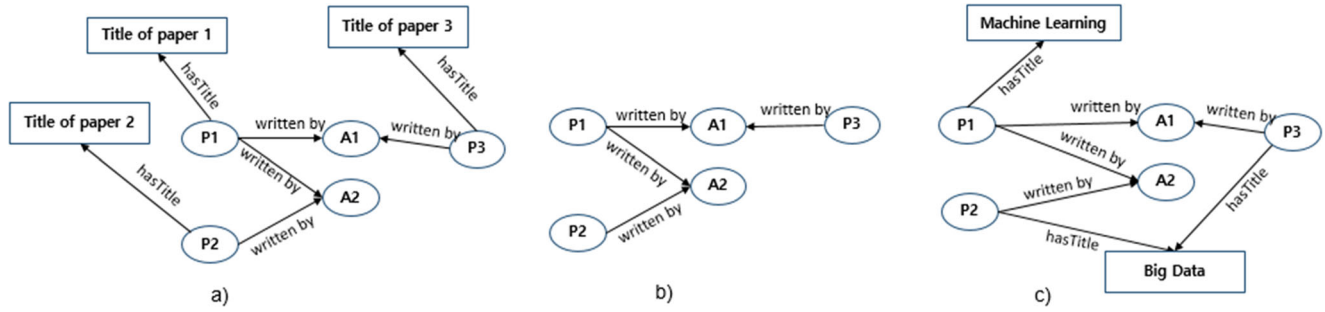 Title of paper 1
Title of paper 3
hasTitle
hasTitle
Title of paper 2
P1
written by
A1
written by
P3
written by
hasTitle
A2
P2
written by
a)
P1
written by
A1
written by
P3
written by
A2
P2
written by
b)
Machine Learning
hasTitle
P1
written by
A1
written by
P3
written by
A2
written by
P2
hasTitle
hasTitle
Big Data
c)